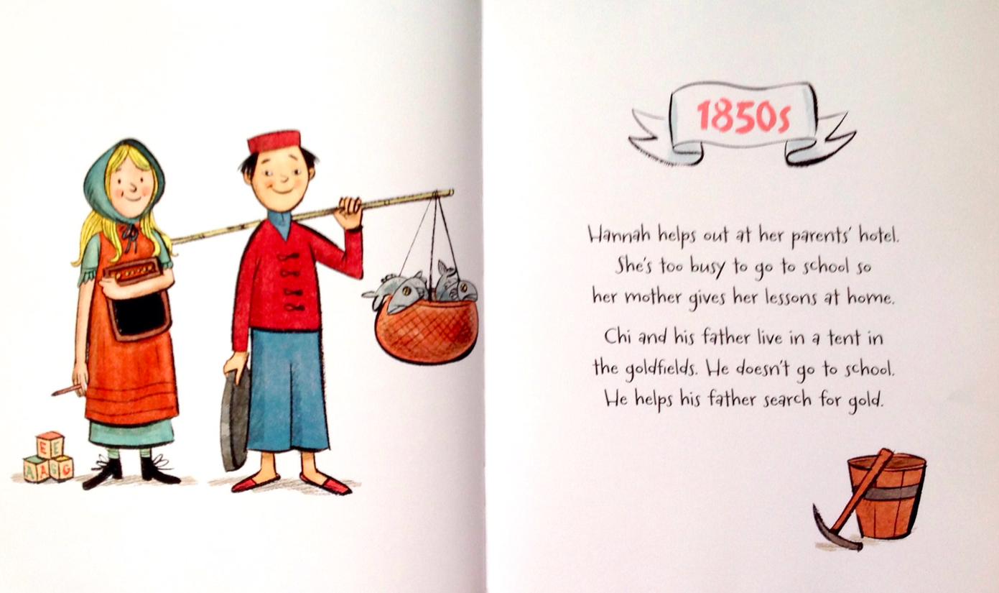 E E
A A G G
1850s
Hannah helps out at her parents' hotel.
She's too busy to go to school so
her mother gives her lessons at home.
Chi and his father live in a tent in
the goldfields. He doesn't go to school.
He helps his father search for gold.